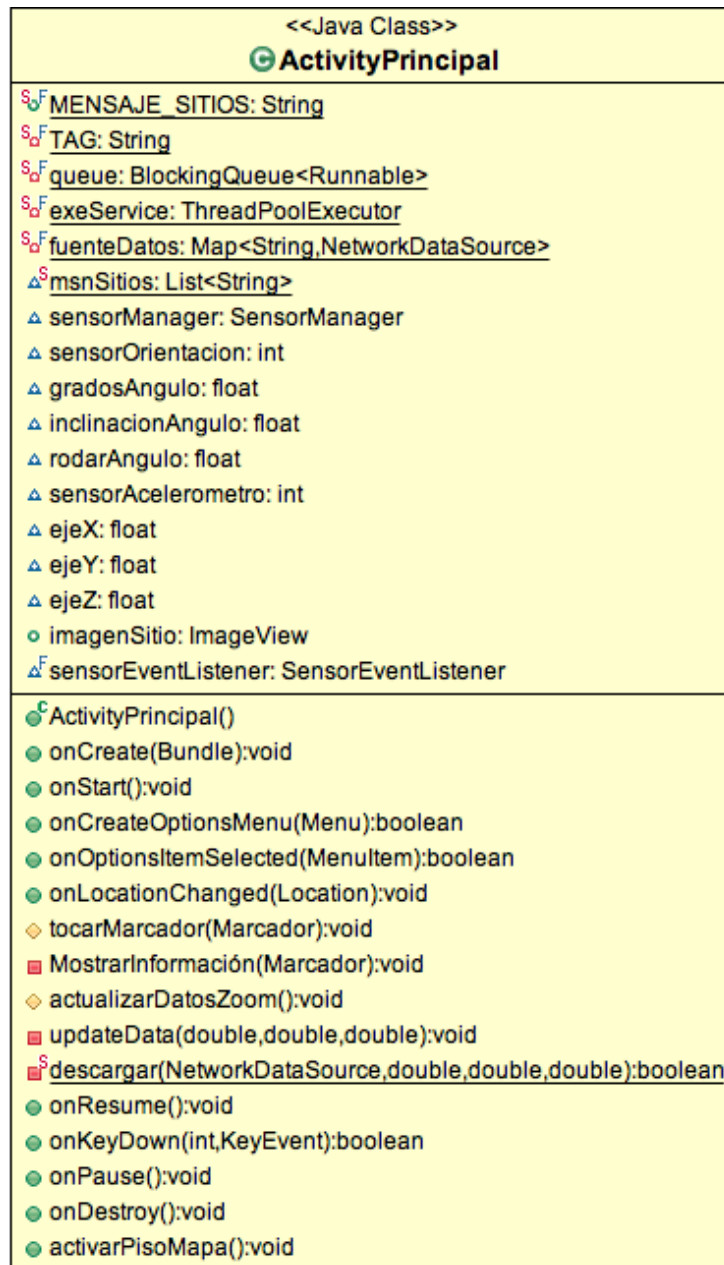 <<Java Class>>
ActivityPrincipal
MENSAJE_SITIOS: String
TAG: String
queue: BlockingQueue<Runnable>
exeService: ThreadPoolExecutor
fuenteDatos: Map<String,NetworkDataSource>
msnSitios: List<String>
sensorManager: SensorManager
sensorOrientacion: int
gradosAngulo: float
inclinacionAngulo: float
rodarAngulo: float
sensorAcelerometro: int
ejeX: float
ejeY: float
ejeZ: float
imagenSitio: ImageView
sensorEventListener: SensorEventListener
ActivityPrincipal()
onCreate(Bundle):void
onStart():void
onCreateOptionsMenu(Menu):boolean
onOptionsItemSelected(MenuItem):boolean
onLocationChanged(Location):void
tocarMarcador(Marcador):void
MostrarInformación(Marcador):void
actualizarDatosZoom():void
updateData(double,double,double):void
descargar(NetworkDataSource,double,double,double):boolean
onResume():void
onKeyDown(int,KeyEvent):boolean
onPause():void
onDestroy():void
activarPisoMapa():void